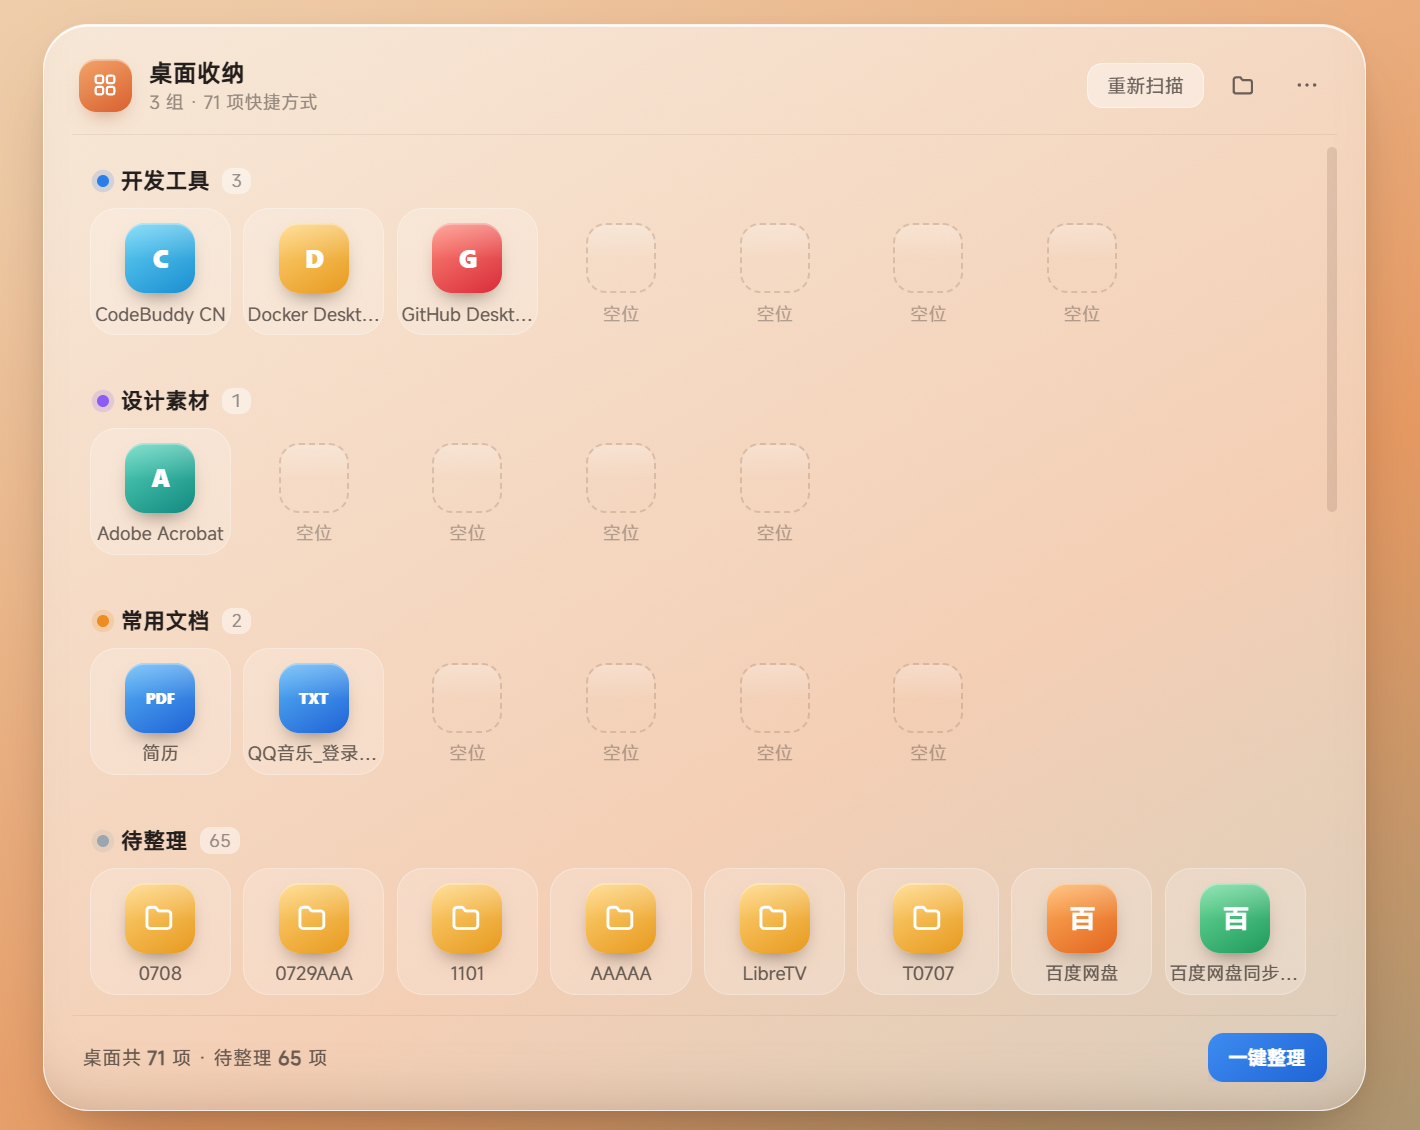 桌面收纳
3 组 · 71 项快捷方式
重新扫描
开发工具 3
C D G
CodeBuddy CN Docker Deskt... GitHub Deskt... 空位 空位 空位 空位
设计素材 1
A
Adobe Acrobat 空位 空位 空位 空位
常用文档 2
PDF TXT
简历 QQ音乐_登录... 空位 空位 空位 空位
待整理 65
百 百
0708 0729AAA 1101 AAAAA LibreTV T0707 百度网盘 百度网盘同步...
桌面共 71 项 · 待整理 65 项
一键整理